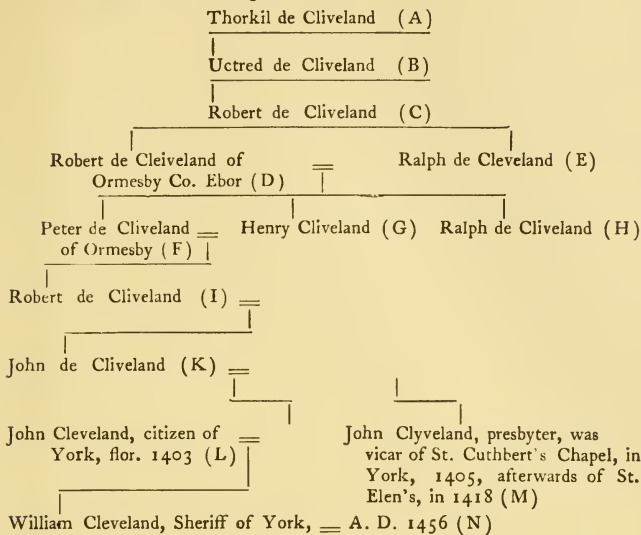 Thorkil de Cliveland (A)
Uctred de Cliveland (B)
Robert de Cliveland (C)
Robert de Cleiveland of Ormesby Co. Ebor (D) = Ralph de Cleveland (E)
Peter de Cliveland of Ormesby (F) = Henry Cliveland (G) Ralph de Cliveland (H)
Robert de Cliveland (I) =
John de Cliveland (K) =
John Cleveland, citizen of
York, flor. 1403 (L) =
John Clyveland, presbyter, was
vicar of St. Cuthbert's Chapel, in
York, 1405, afterwards of St.
Elen's, in 1418 (M)
William Cleveland, Sheriff of York, = A. D. 1456 (N)